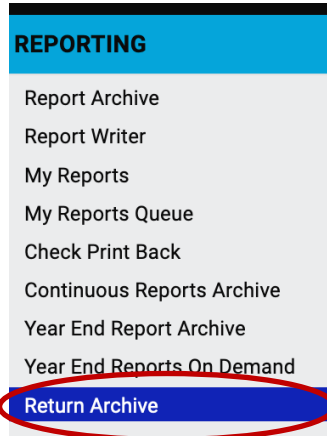 REPORTING
Report Archive
Report Writer
My Reports
My Reports Queue
Check Print Back
Continuous Reports Archive
Year End Report Archive
Year End Reports On Demand
Return Archive